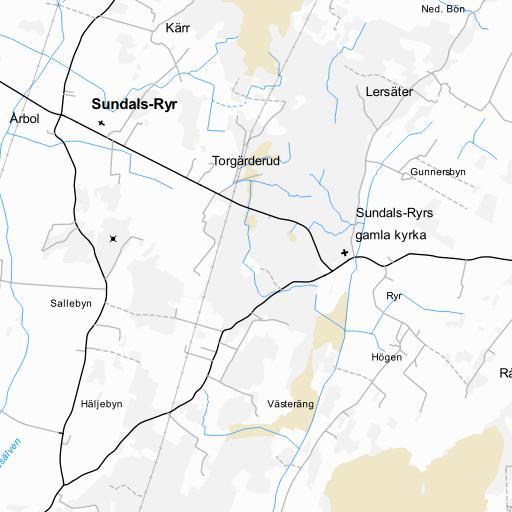 Ned. Bön
Kärr
Lersäter
Sundals-Ryr
Årbol
Torgärderud
Gunnersbyn
Sundals-Ryrs
gamla kyrka
Ryr
Sallebyn
Högen
Häljebyn
Västeräng